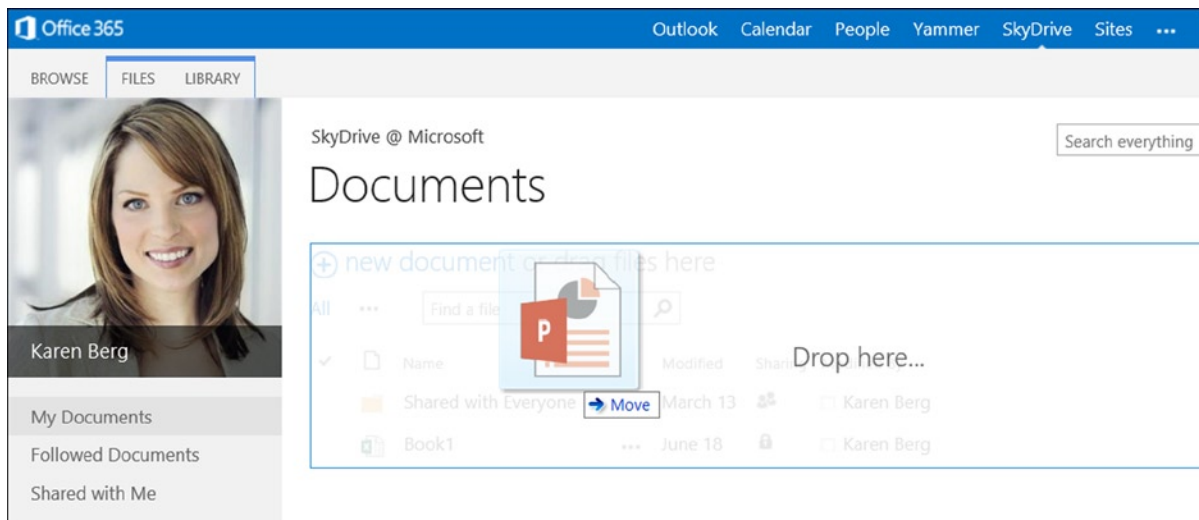 Office 365
Outlook Calendar People Yammer SkyDrive Sites •••
BROWSE FILES LIBRARY
SkyDrive @ Microsoft
Search everything
Documents
new document or drag files here
All ••• Find a file
P
Name Modified Sharing
Drop here...
Shared with Everyone March 13 Karen Berg
Move
Book1 ••• June 18 Karen Berg
Karen Berg
My Documents
Followed Documents
Shared with Me